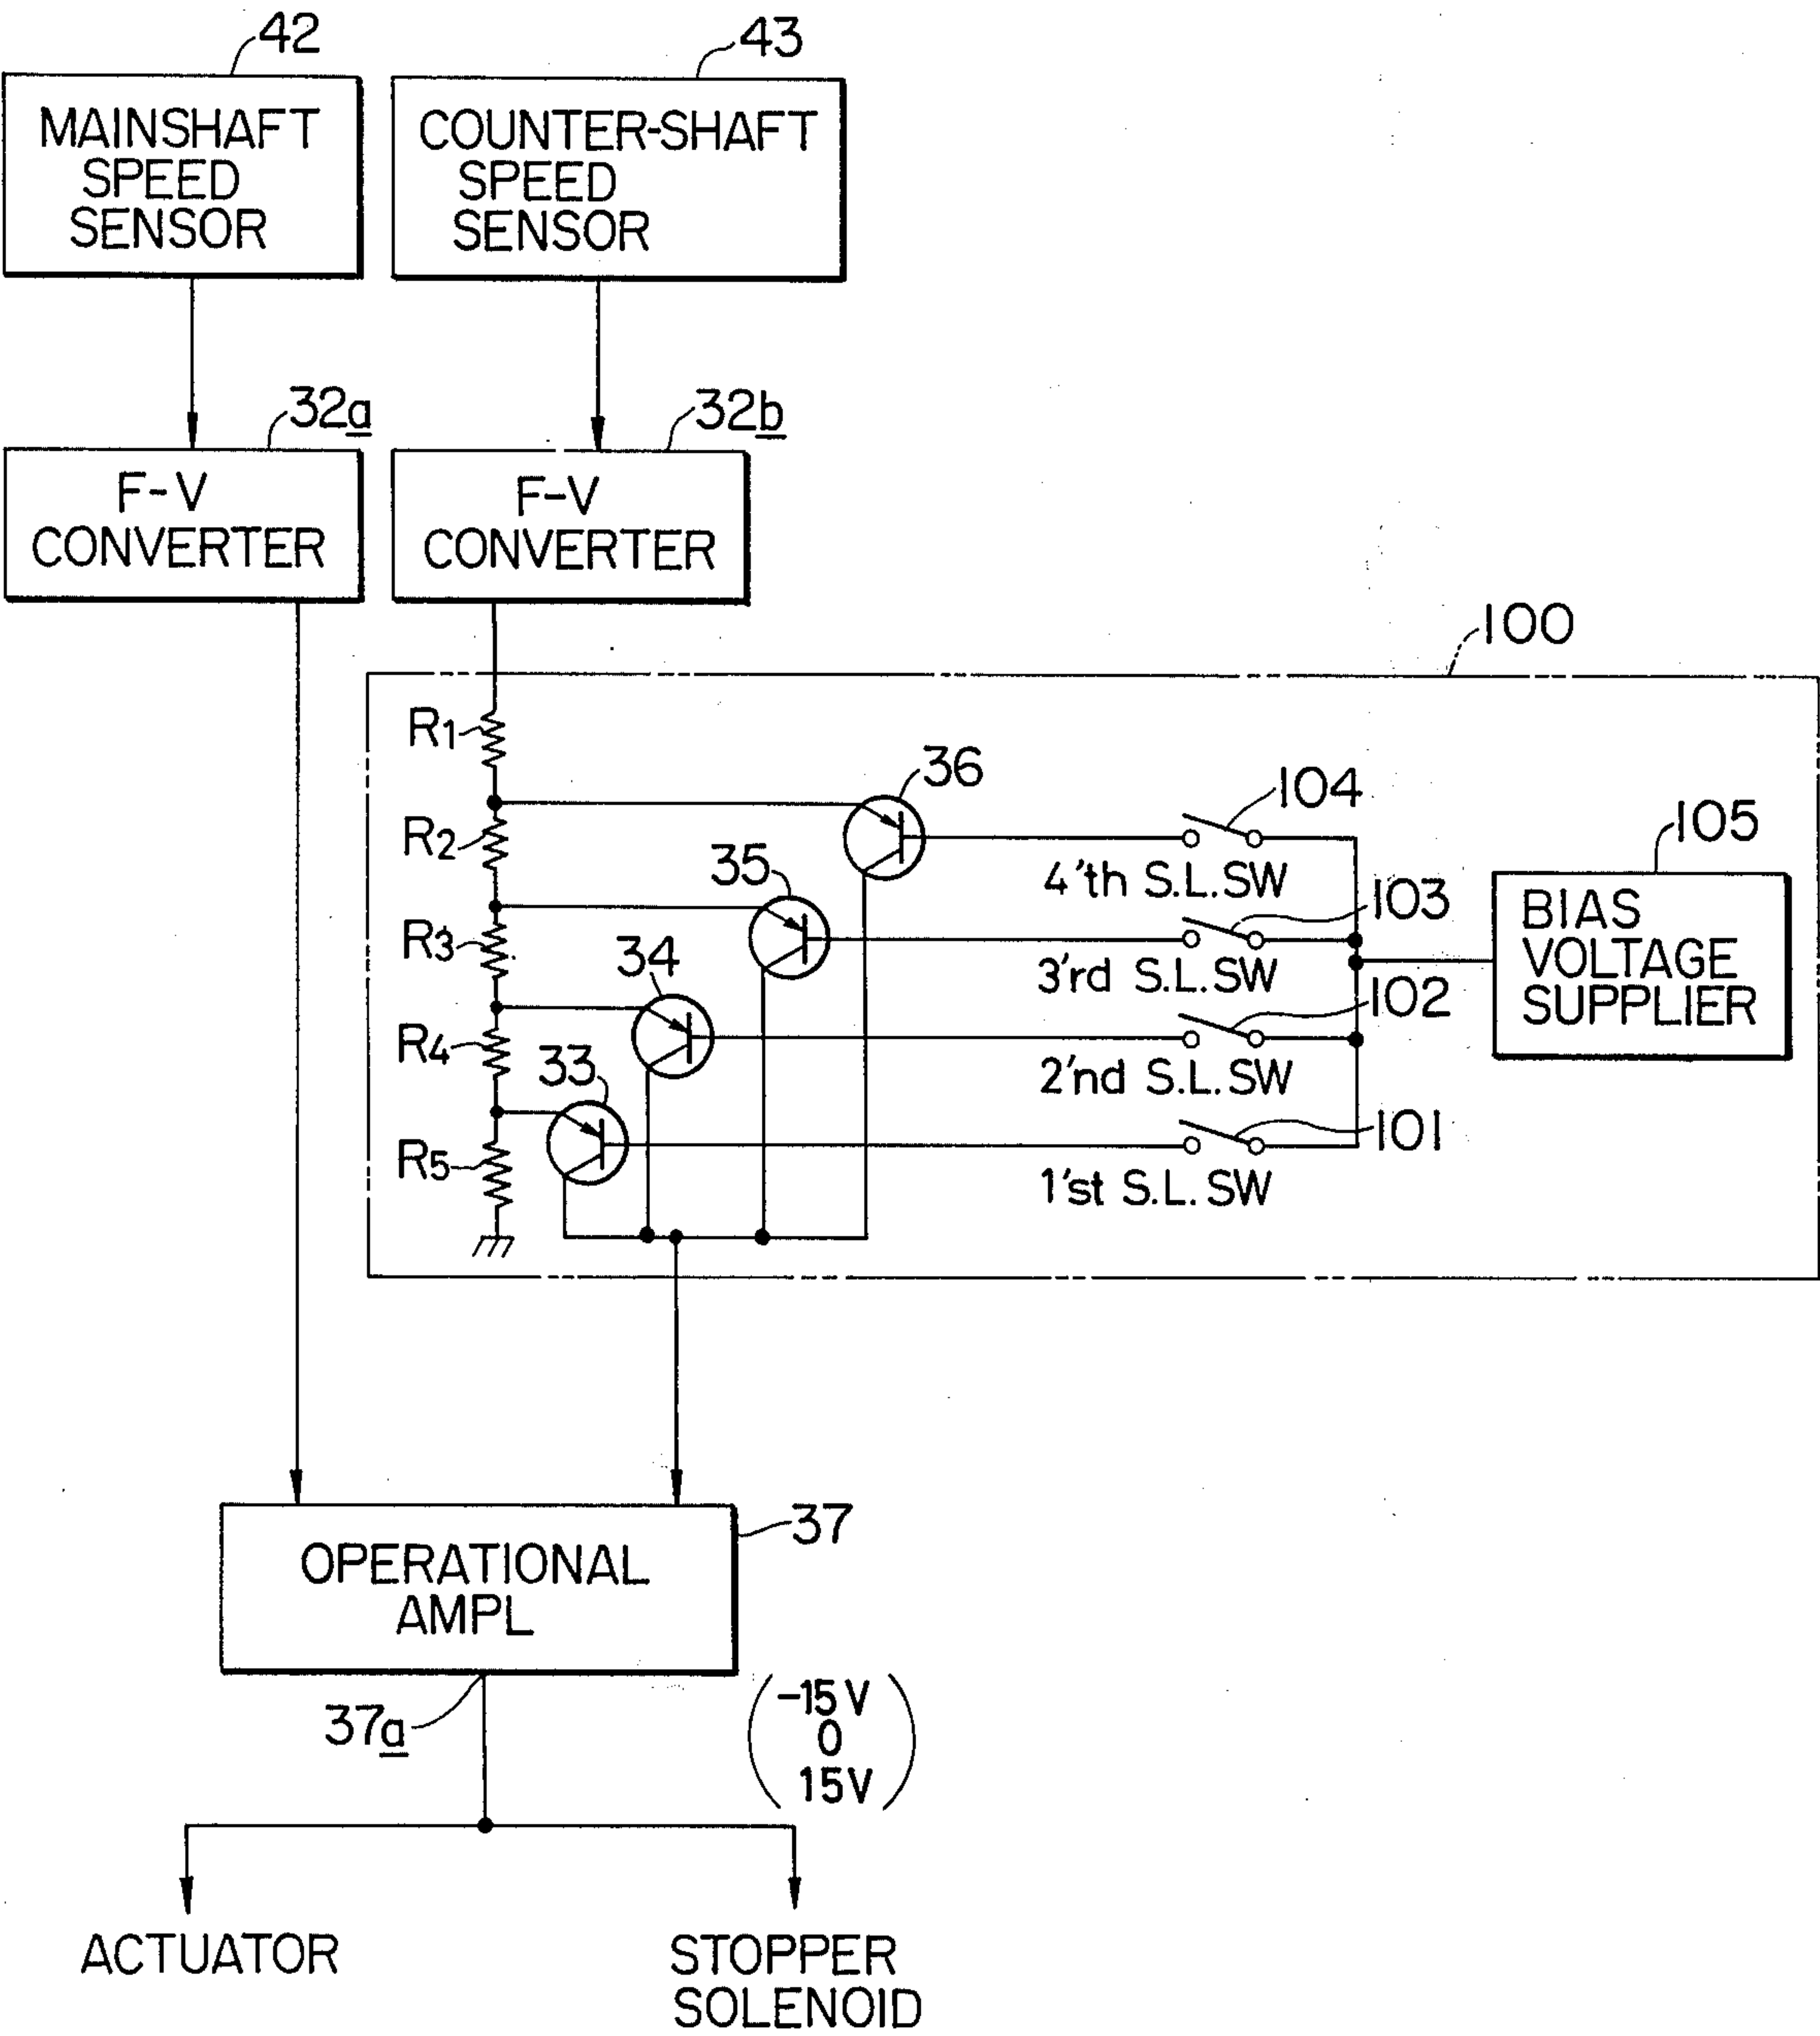 42
43
MAINSHAFT
SPEED
SENSOR
COUNTER-SHAFT
SPEED
SENSOR
32a
32b
F-V
CONVERTER
F-V
CONVERTER
100
R1
36
104
R2
105
35
4'th S.L.SW
103
BIAS
VOLTAGE
SUPPLIER
R3
34
3'rd S.L.SW
102
R4
33
2'nd S.L.SW
101
R5
1'st S.L.SW
37
OPERATIONAL
AMPL
37a
-15V
0
15V
ACTUATOR
STOPPER
SOLENOID